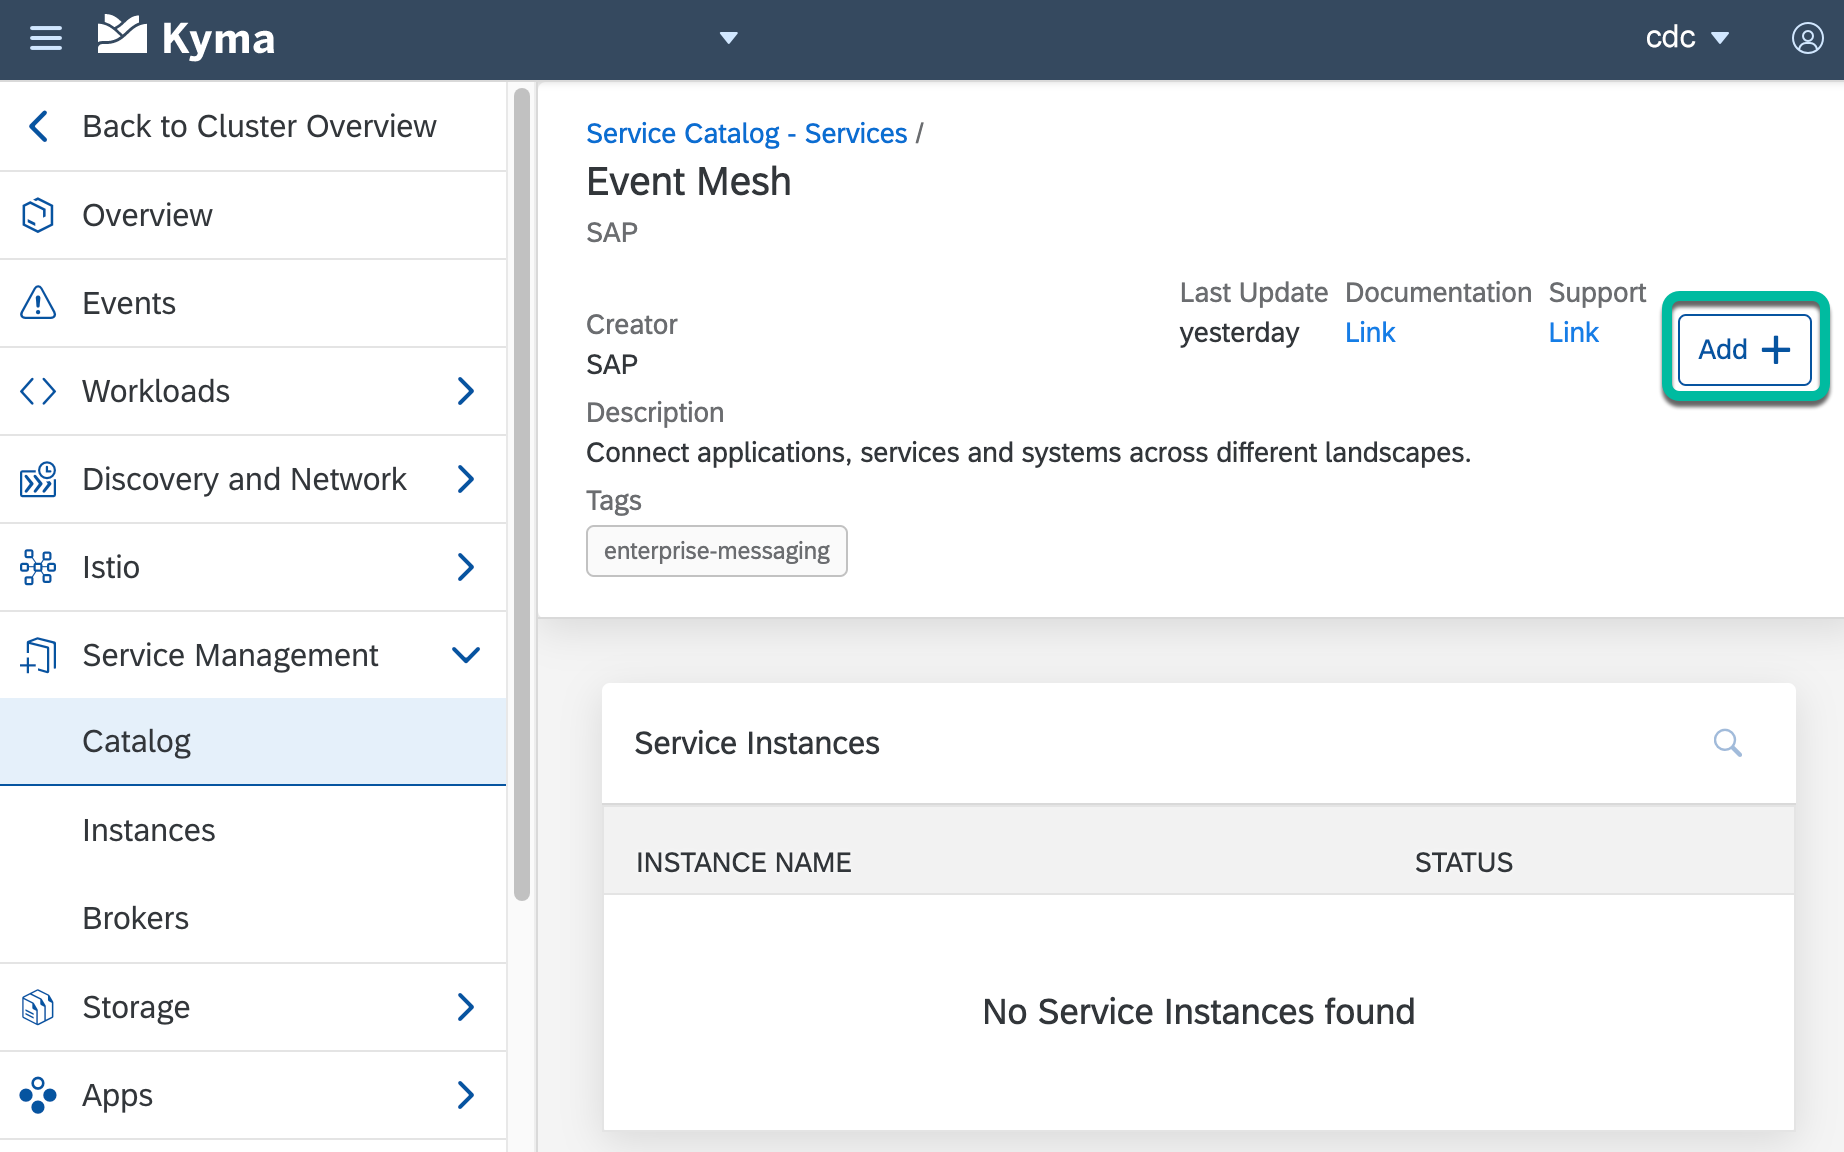 Kyma
cdc
Back to Cluster Overview
Overview
Events
Workloads
Discovery and Network
Istio
Service Management
Catalog
Instances
Brokers
Storage
Apps
Service Catalog - Services /
Event Mesh
SAP
Creator
SAP
Last Update Documentation Support
yesterday Link Link
Add +
Description
Connect applications, services and systems across different landscapes.
Tags
enterprise-messaging
Service Instances
INSTANCE NAME STATUS
No Service Instances found